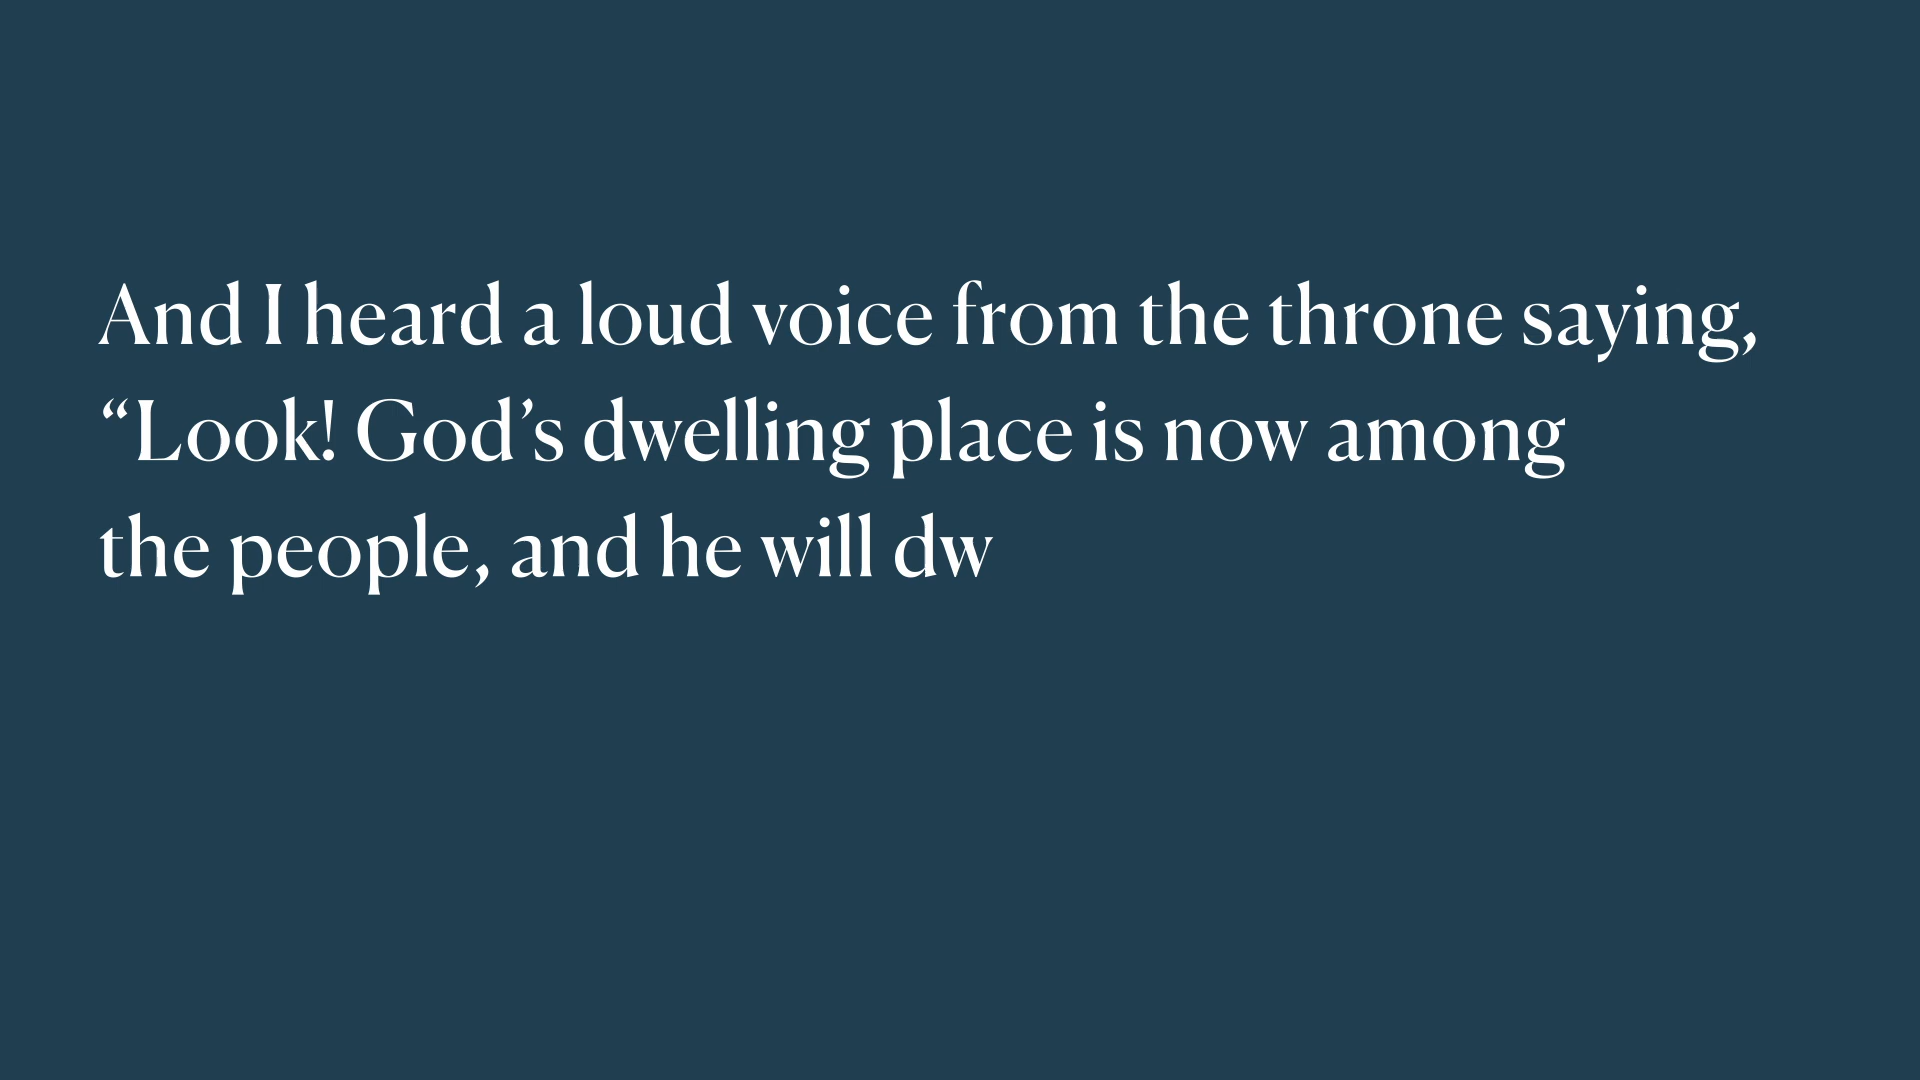 And I heard a loud voice from the throne saying,
“Look! God’s dwelling place is now among
the people, and he will dw